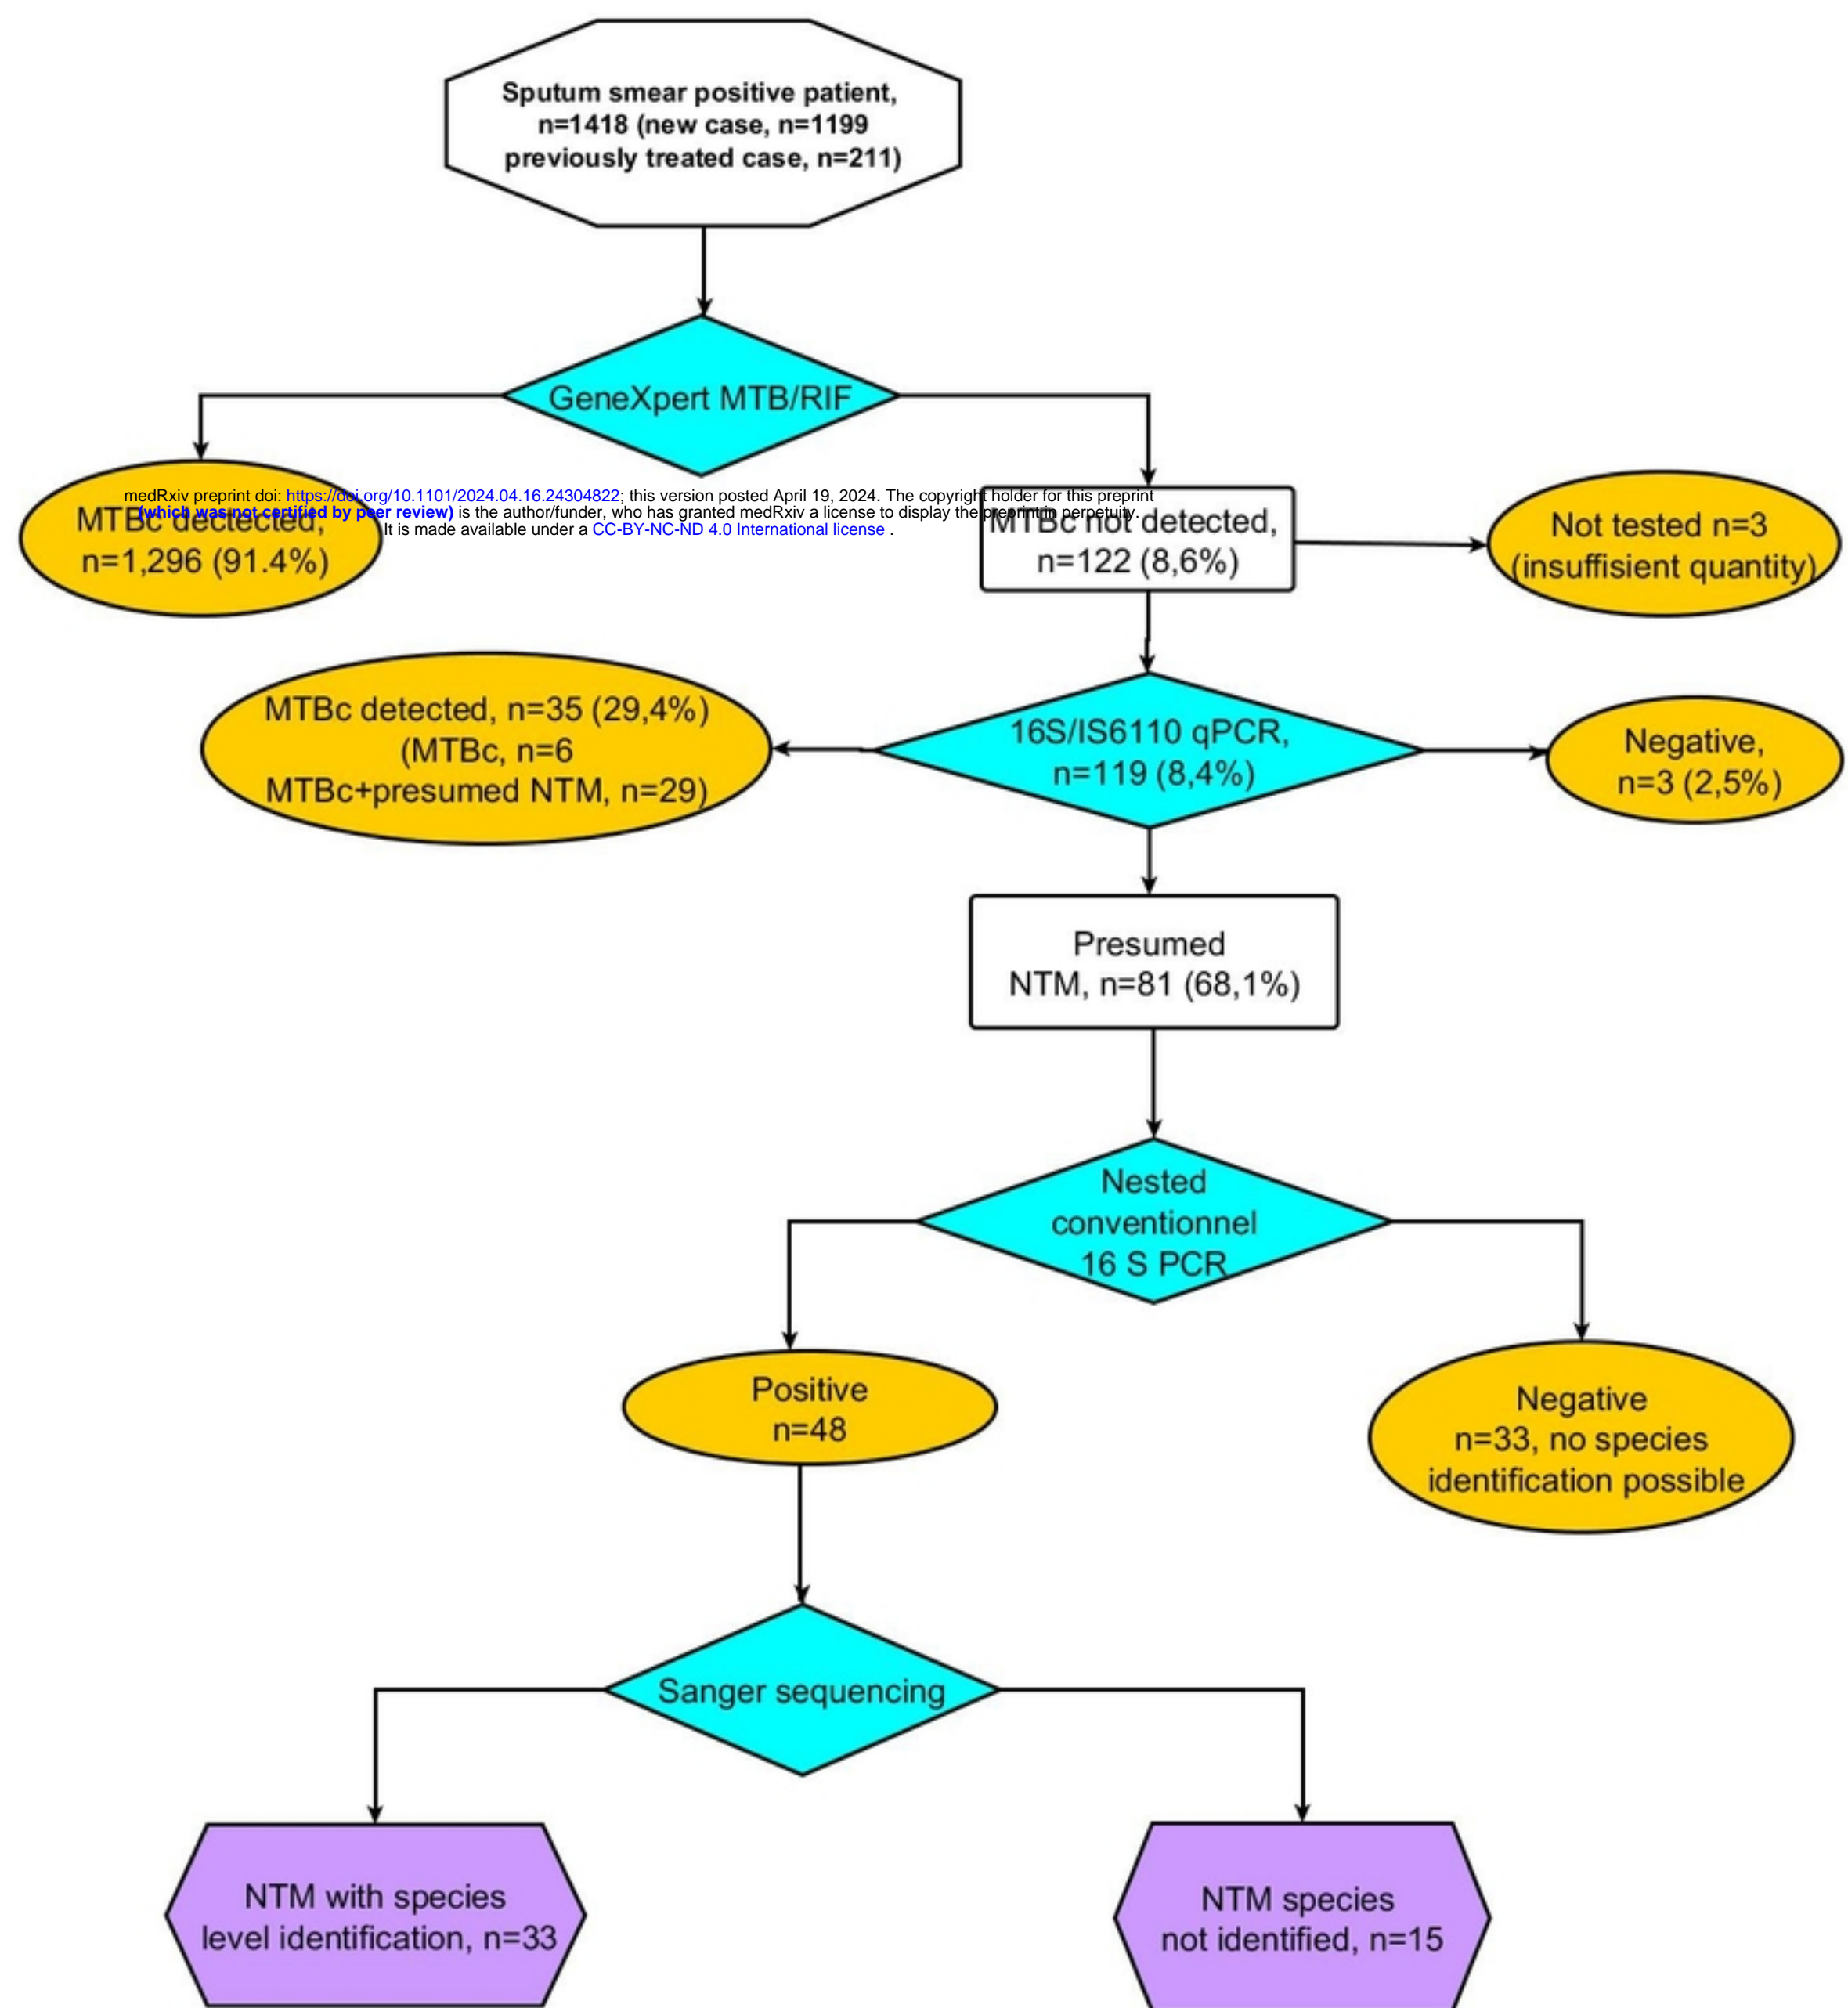 Sputum smear positive patient,
n=1418 (new case, n=1199
previously treated case, n=211)
GeneXpert MTB/RIF
medRxiv preprint doi: https://doi.org/10.1101/2024.04.16.24304822; this version posted April 19, 2024. The copyright holder for this preprint
(which was not certified by peer review) is the author/funder, who has granted medRxiv a license to display the preprint in perpetuity.
It is made available under a CC-BY-NC-ND 4.0 International license .
MTBc dectected,
n=1,296 (91.4%)
MTBc not detected,
n=122 (8,6%)
Not tested n=3
(insuffisient quantity)
MTBc detected, n=35 (29,4%)
(MTBc, n=6
MTBc+presumed NTM, n=29)
16S/IS6110 qPCR,
n=119 (8,4%)
Negative,
n=3 (2,5%)
Presumed
NTM, n=81 (68,1%)
Nested
conventionnel
16 S PCR
Positive
n=48
Negative
n=33, no species
identification possible
Sanger sequencing
NTM with species
level identification, n=33
NTM species
not identified, n=15